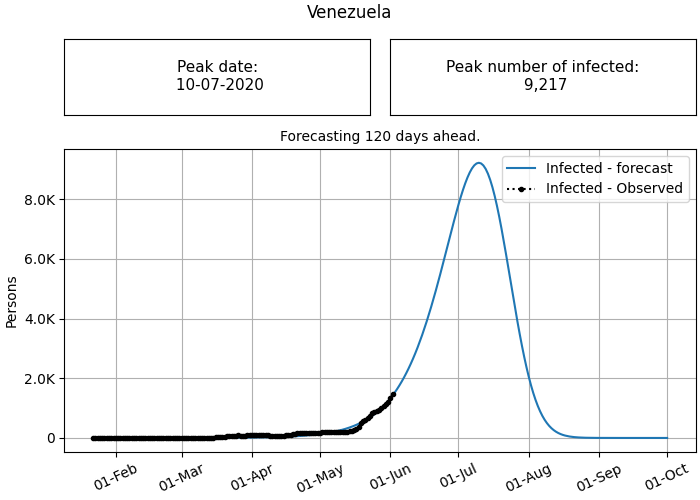 Venezuela
Peak date:
10-07-2020
Peak number of infected:
9,217
Forecasting 120 days ahead.
Infected - forecast
Infected - Observed
Persons
8.0K
6.0K
4.0K
2.0K
0
01-Feb
01-Mar
01-Apr
01-May
01-Jun
01-Jul
01-Aug
01-Sep
01-Oct